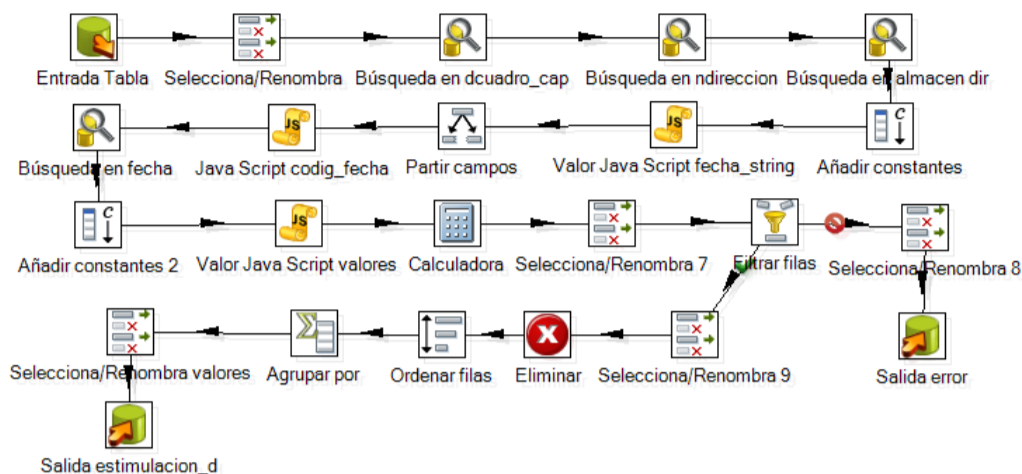 Entrada Tabla
Selecciona/Renombra
Búsqueda en dcuadro_cap
Búsqueda en ndireccion
Búsqueda en almacen dir
Búsqueda en fecha
Java Script codig_fecha
Partir campos
Valor Java Script fecha_string
Añadir constantes
Añadir constantes 2
Valor Java Script valores
Calculadora
Selecciona/Renombra 7
Filtrar filas
Selecciona/Renombra 8
Selecciona/Renombra valores
Agrupar por
Ordenar filas
Eliminar
Selecciona/Renombra 9
Salida error
Salida estimulacion_d